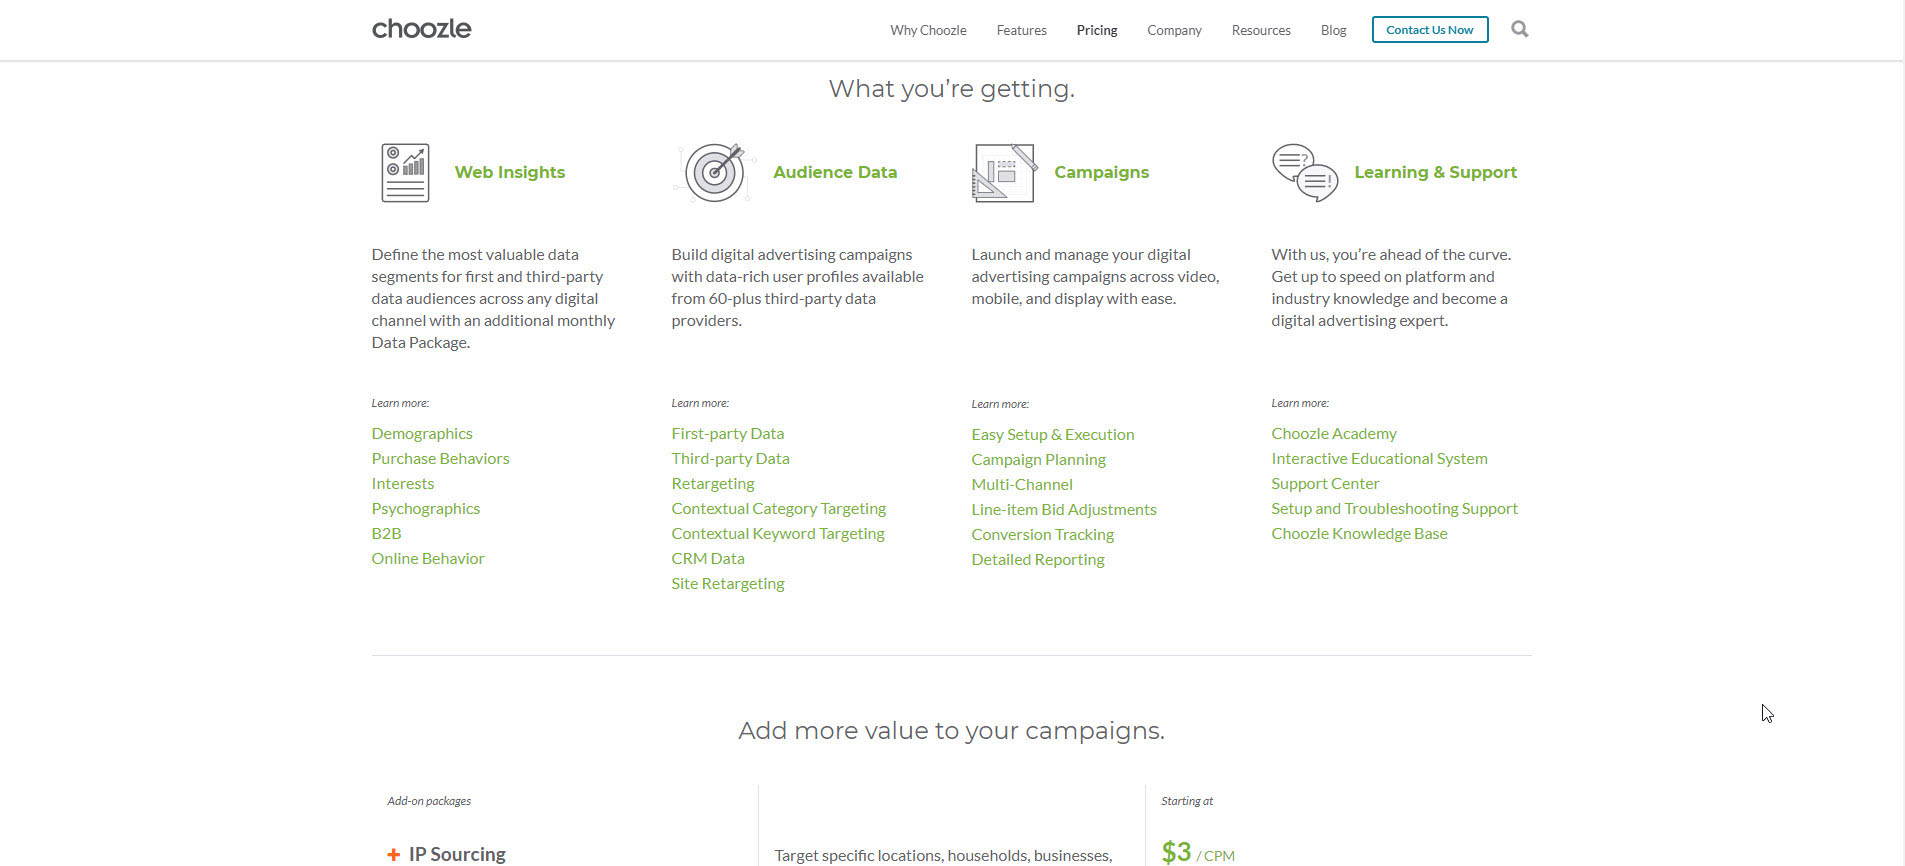 choozle
Why Choozle
Features
Pricing
Company
Resources
Blog
Contact Us Now
What you’re getting.
Web Insights
Define the most valuable data
segments for first and third-party
data audiences across any digital
channel with an additional monthly
Data Package.
Learn more:
Demographics
Purchase Behaviors
Interests
Psychographics
B2B
Online Behavior
Audience Data
Build digital advertising campaigns
with data-rich user profiles available
from 60-plus third-party data
providers.
Learn more:
First-party Data
Third-party Data
Retargeting
Contextual Category Targeting
Contextual Keyword Targeting
CRM Data
Site Retargeting
Campaigns
Launch and manage your digital
advertising campaigns across video,
mobile, and display with ease.
Learn more:
Easy Setup & Execution
Campaign Planning
Multi-Channel
Line-item Bid Adjustments
Conversion Tracking
Detailed Reporting
Learning & Support
With us, you’re ahead of the curve.
Get up to speed on platform and
industry knowledge and become a
digital advertising expert.
Learn more:
Choozle Academy
Interactive Educational System
Support Center
Setup and Troubleshooting Support
Choozle Knowledge Base
Add more value to your campaigns.
Add-on packages
Starting at
+ IP Sourcing
Target specific locations, households, businesses,
$3 / CPM